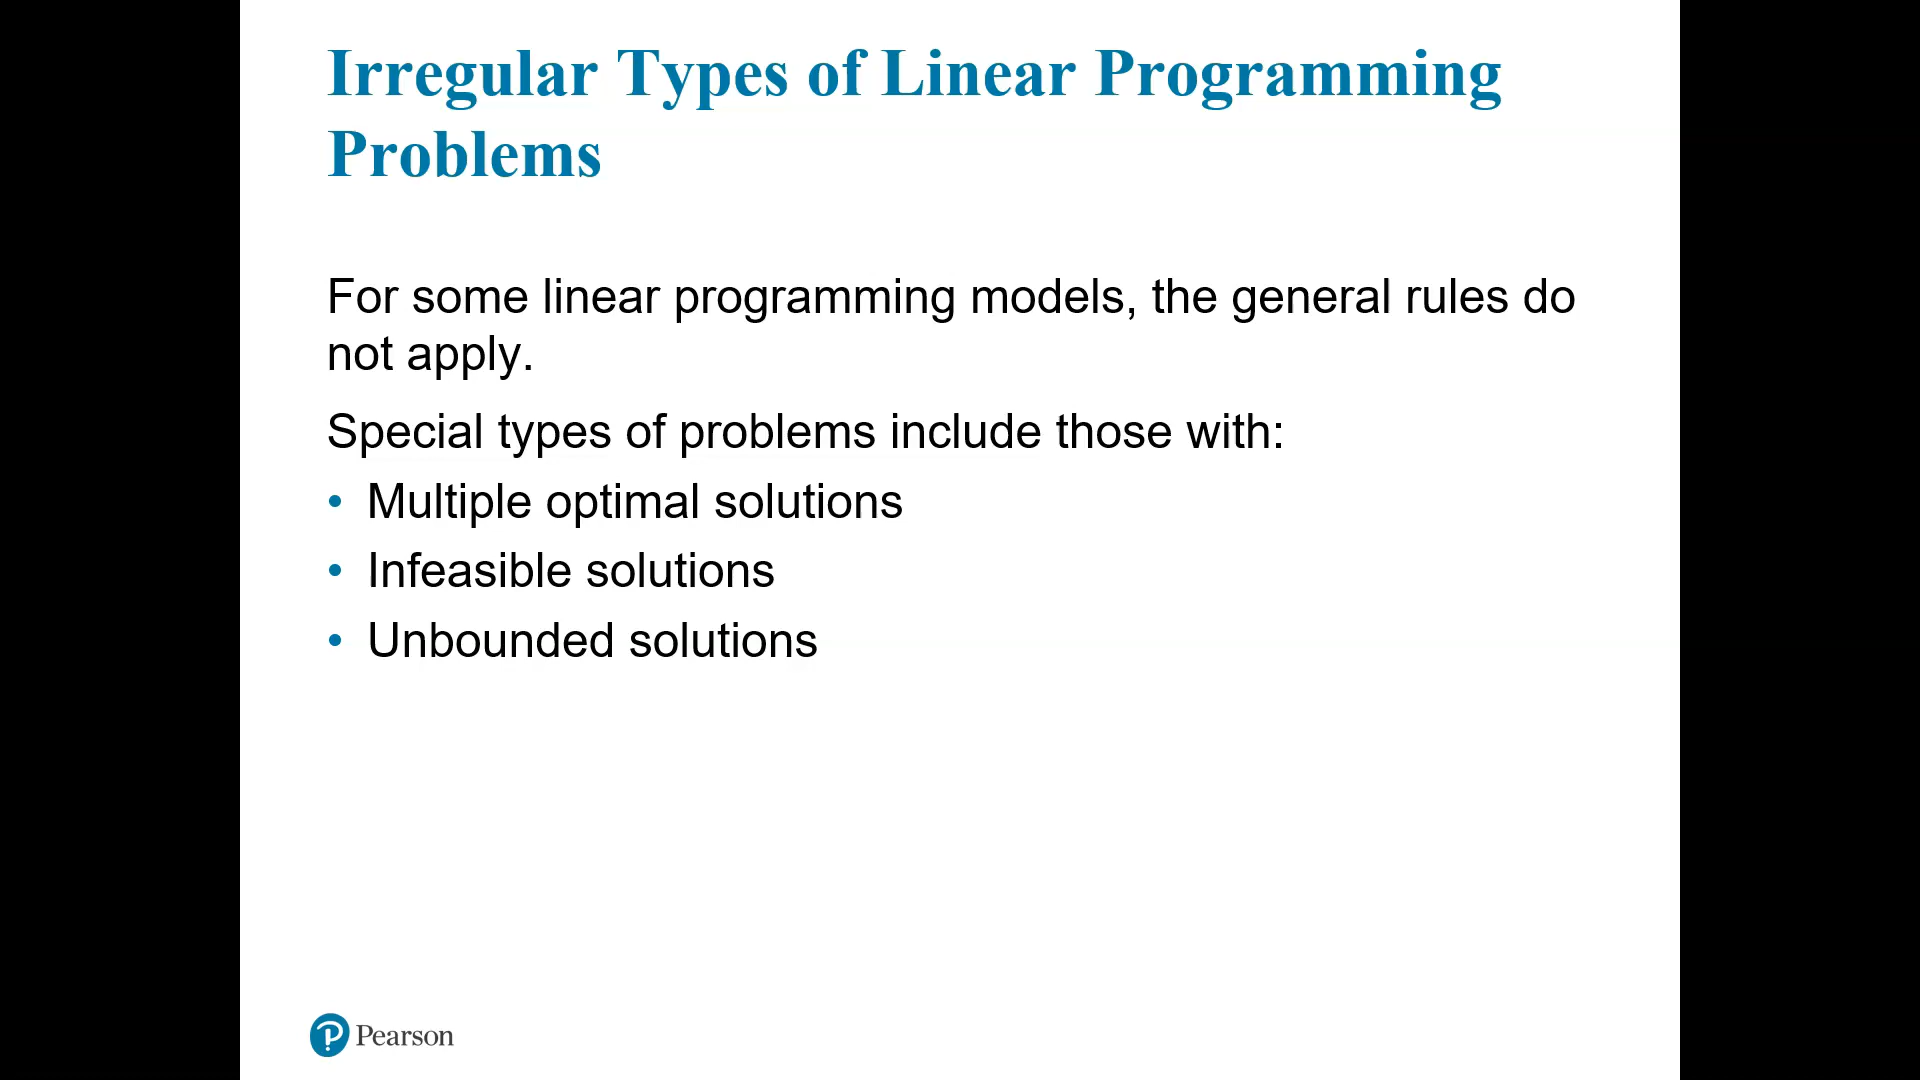 Irregular Types of Linear Programming
Problems
For some linear programming models, the general rules do
not apply.
Special types of problems include those with:
• Multiple optimal solutions
• Infeasible solutions
• Unbounded solutions
P Pearson